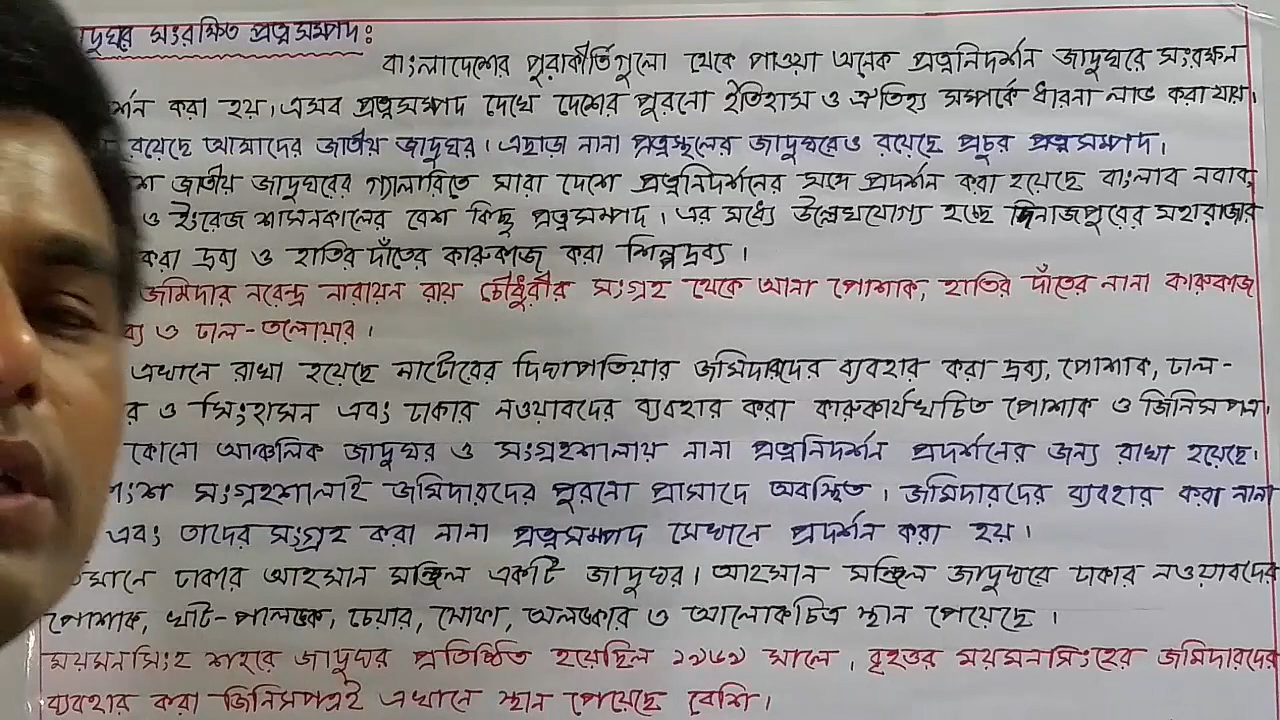 দুঘর সংরক্ষিত প্রত্নসম্পদঃ
বাংলাদেশের পুরাকীর্তিগুলো থেকে পাওয়া অনেক প্রত্ননিদর্শন জাদুঘরে সংরক্ষন
র্শন করা হয়। এসব প্রত্নসম্পদ দেখে দেশের পুরনো ইতিহাস ও ঐতিহ্য সম্পর্কে ধারনা লাভ করা যায়।
রয়েছে আমাদের জাতীয় জাদুঘর। এছাড়া নানা প্রত্নস্থলের জাদুঘরেও রয়েছে প্রচুর প্রত্নসম্পদ।
শ জাতীয় জাদুঘরের গ্যালারিতে সারা দেশে প্রত্ননিদর্শনের সঙ্গে প্রদর্শন করা হয়েছে বাংলার নবাব,
ও ইংরেজ শাসনকালের বেশ কিছু প্রত্নসম্পদ। এর মধ্যে উল্লেখযোগ্য হচ্ছে দিনাজপুরের মহারাজার
করা দ্রব্য ও হাতির দাঁতের কারুকাজ করা শিল্পদ্রব্য।
জমিদার নরেন্দ্র নারায়ন রায় চৌধুরীর সংগ্রহ থেকে আনা পোশাক, হাতির দাঁতের নানা কারুকাজ
ব্য ও ঢাল-তলোয়ার।
এখানে রাখা হয়েছে নাটোরের দিঘাপতিয়ার জমিদারদের ব্যবহার করা দ্রব্য, পোশাক, ঢাল-
র ও সিংহাসন এবং ঢাকার নওয়াবদের ব্যবহার করা কারুকার্যখচিত পোশাক ও জিনিসপত্র।
কোনো আঞ্চলিক জাদুঘর ও সংগ্রহশালায় নানা প্রত্ননিদর্শন প্রদর্শনের জন্য রাখা হয়েছে।
াংশ সংগ্রহশালাই জমিদারদের পুরনো প্রাসাদে অবস্থিত। জমিদারদের ব্যবহার করা নানা
এবং তাদের সংগ্রহ করা নানা প্রত্নসম্পদ সেখানে প্রদর্শন করা হয়।
র্তমানে ঢাকার আহসান মঞ্জিল একটি জাদুঘর। আহসান মঞ্জিল জাদুঘরে ঢাকার নওয়াবদের
পোশাক, খাট-পালঙ্ক, চেয়ার, সোফা, অলঙ্কার ও আলোকচিত্র স্থান পেয়েছে।
ময়মনসিংহ শহরে জাদুঘর প্রতিষ্ঠিত হয়েছিল ১৯৬৯ সালে। বৃহত্তর ময়মনসিংহের জমিদারদের
ব্যবহার করা জিনিসপত্রই এখানে স্থান পেয়েছে বেশি।